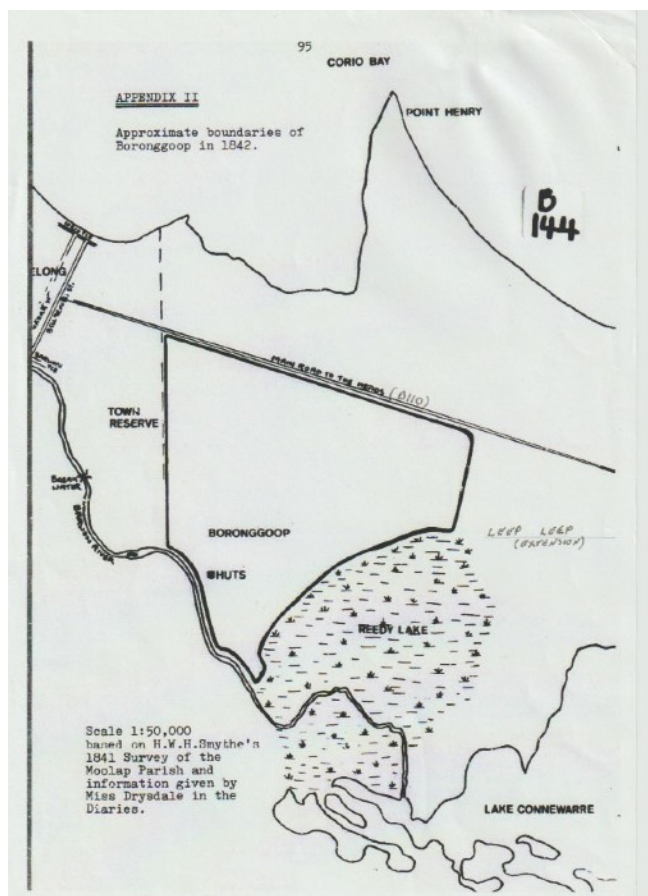 95
CORIO BAY
APPENDIX II
POINT HENRY
Approximate boundaries of
Boronggoop in 1842.
B
144
ELONG
MAIN ROAD TO THE HEADS (B110)
TOWN
RESERVE
BREAK
WATER
BARWON RIVER
BORONGGOOP
LEEP LEEP
(EXTENSION)
HUTS
REEDY LAKE
Scale 1:50,000
based on H.W.H.Smythe's
1841 Survey of the
Moolap Parish and
information given by
Miss Drysdale in the
Diaries.
LAKE CONNEWARRE